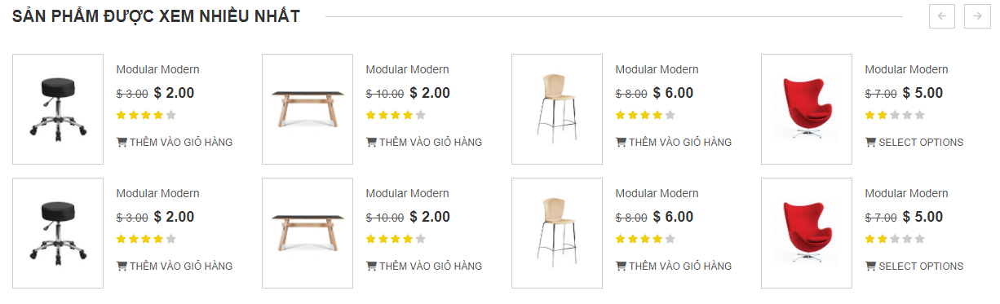 SẢN PHẨM ĐƯỢC XEM NHIỀU NHẤT
Modular Modern
$ 3.00 $ 2.00
THÊM VÀO GIỎ HÀNG
Modular Modern
$ 10.00 $ 2.00
THÊM VÀO GIỎ HÀNG
Modular Modern
$ 8.00 $ 6.00
THÊM VÀO GIỎ HÀNG
Modular Modern
$ 7.00 $ 5.00
SELECT OPTIONS
Modular Modern
$ 3.00 $ 2.00
THÊM VÀO GIỎ HÀNG
Modular Modern
$ 10.00 $ 2.00
THÊM VÀO GIỎ HÀNG
Modular Modern
$ 8.00 $ 6.00
THÊM VÀO GIỎ HÀNG
Modular Modern
$ 7.00 $ 5.00
SELECT OPTIONS